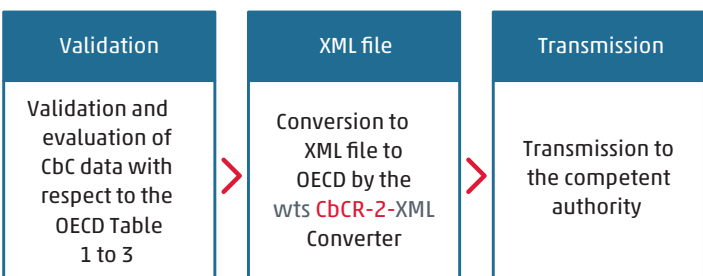 Validation
Validation and
evaluation of
CbC data with
respect to the
OECD Table
1 to 3
XML file
Conversion to
XML file to
OECD by the
wts CbCR-2-XML
Converter
Transmission
Transmission to
the competent
authority